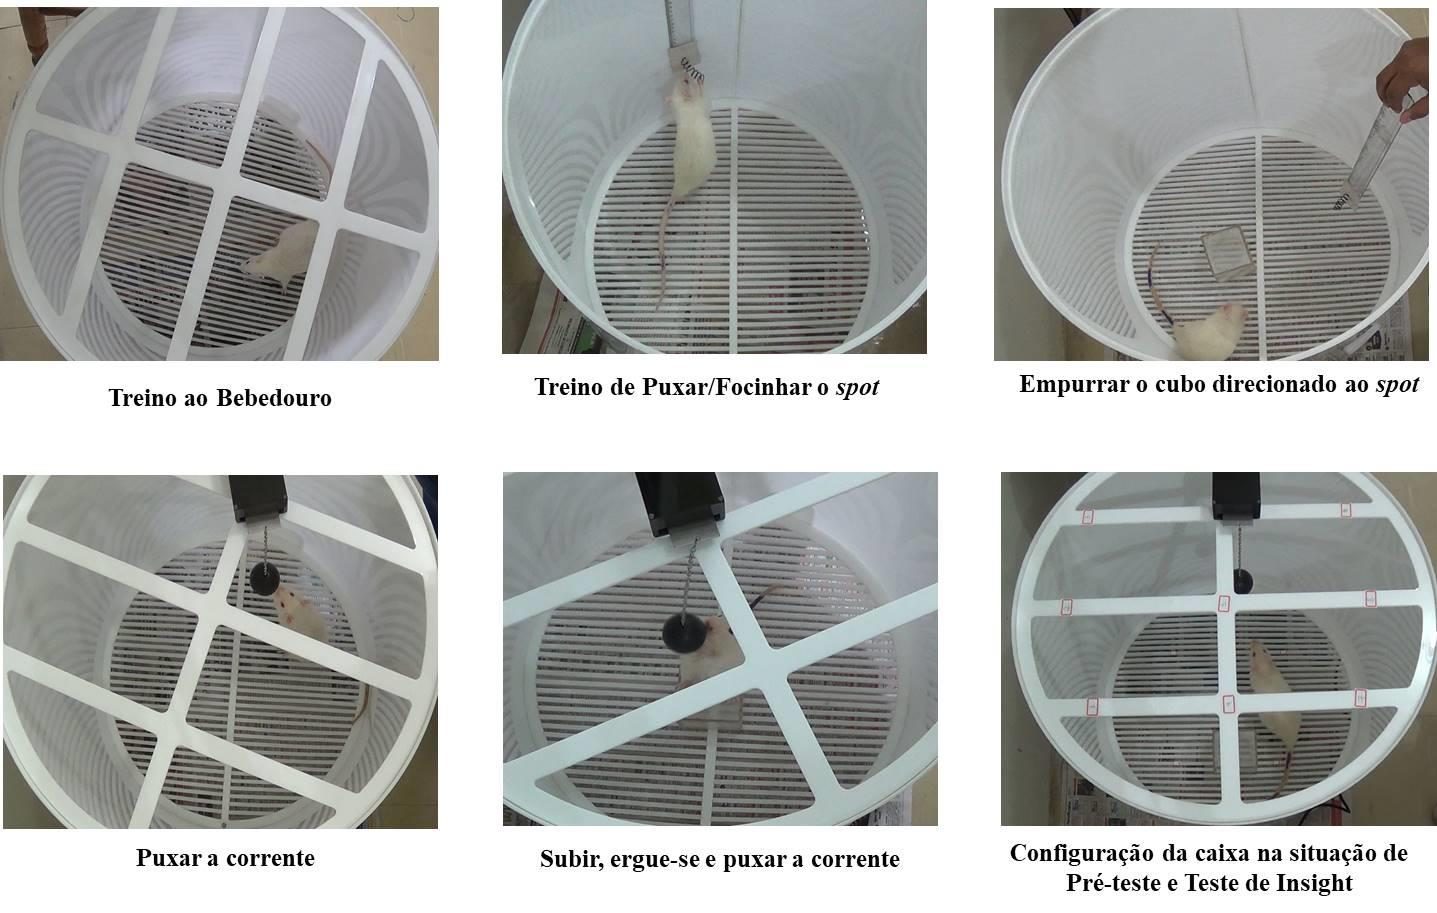 Treino ao Bebedouro
Treino de Puxar/Focinhar o spot
Empurrar o cubo direcionado ao spot
Puxar a corrente
Subir, ergue-se e puxar a corrente
Configuração da caixa na situação de
Pré-teste e Teste de Insight